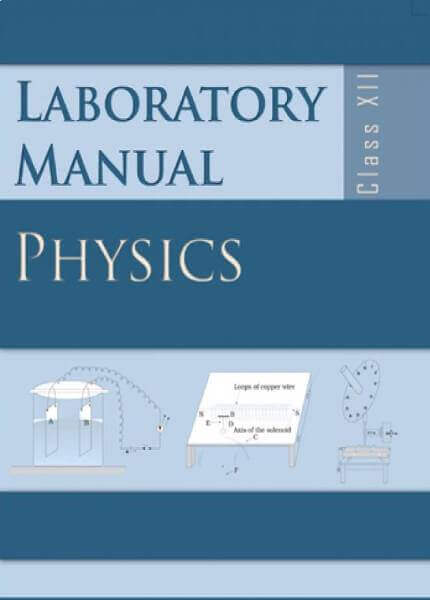 LABORATORY
MANUAL
Class XII
PHYSICS
A
B
Loops of copper wire
N
B
S
E
D
Axis of the solenoid
C
F